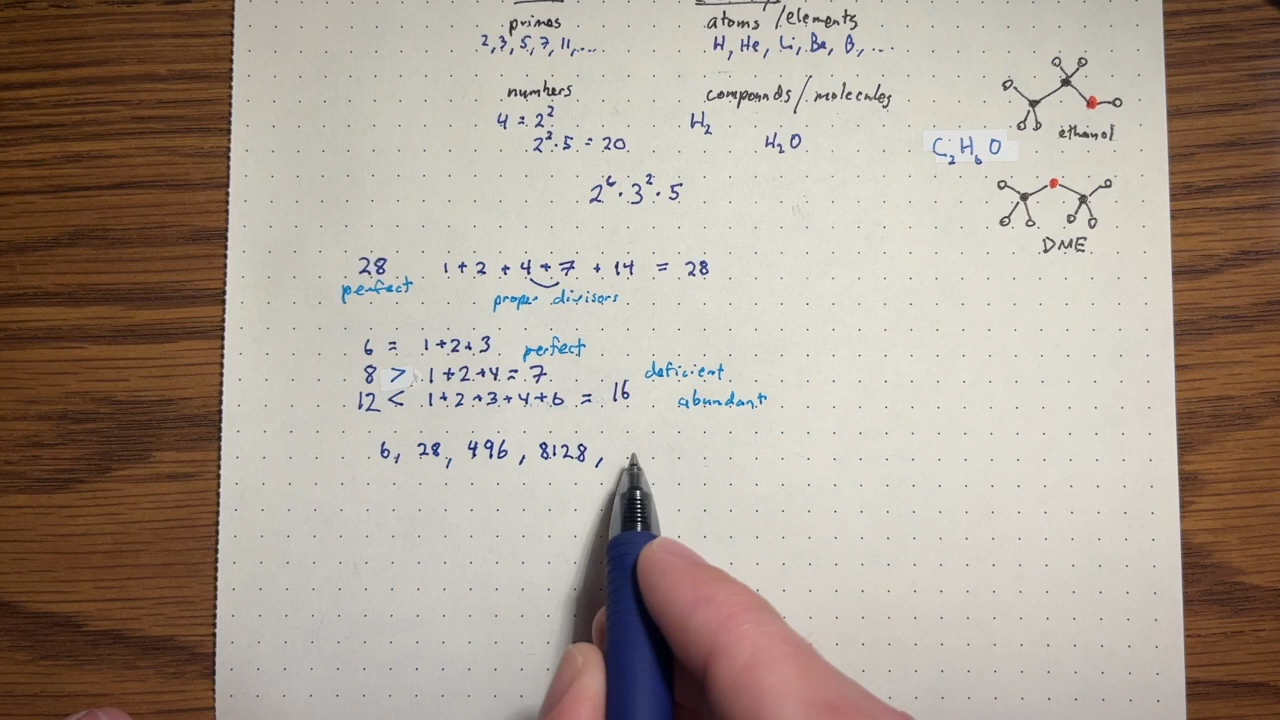 primes
atoms/elements
2, 3, 5, 7, 11, ...
H, He, Li, Be, B, ...
numbers
compounds/molecules
4 = 2²
H₂
2²·5 = 20
H₂O
ethanol
C₂H₆O
2⁶·3²·5
DME
28 1+2+4+7+14 = 28
perfect
proper divisors
6 = 1+2+3 perfect
8 > 1+2+4=7 deficient
12 < 1+2+3+4+6 = 16 abundant
6, 28, 496, 8128,